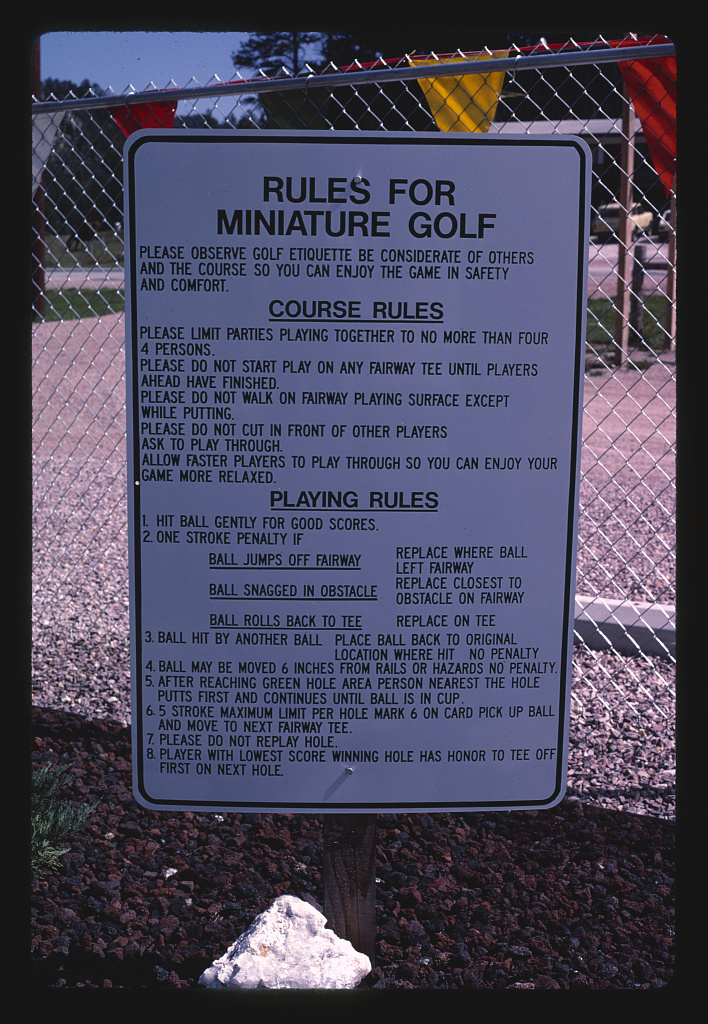 RULES FOR
MINIATURE GOLF
PLEASE OBSERVE GOLF ETIQUETTE BE CONSIDERATE OF OTHERS
AND THE COURSE SO YOU CAN ENJOY THE GAME IN SAFETY
AND COMFORT.
COURSE RULES
PLEASE LIMIT PARTIES PLAYING TOGETHER TO NO MORE THAN FOUR
4 PERSONS.
PLEASE DO NOT START PLAY ON ANY FAIRWAY TEE UNTIL PLAYERS
AHEAD HAVE FINISHED.
PLEASE DO NOT WALK ON FAIRWAY PLAYING SURFACE EXCEPT
WHILE PUTTING.
PLEASE DO NOT CUT IN FRONT OF OTHER PLAYERS
ASK TO PLAY THROUGH.
ALLOW FASTER PLAYERS TO PLAY THROUGH SO YOU CAN ENJOY YOUR
GAME MORE RELAXED.
PLAYING RULES
1. HIT BALL GENTLY FOR GOOD SCORES.
2. ONE STROKE PENALTY IF
BALL JUMPS OFF FAIRWAY REPLACE WHERE BALL
LEFT FAIRWAY
BALL SNAGGED IN OBSTACLE REPLACE CLOSEST TO
OBSTACLE ON FAIRWAY
BALL ROLLS BACK TO TEE REPLACE ON TEE
3. BALL HIT BY ANOTHER BALL PLACE BALL BACK TO ORIGINAL
LOCATION WHERE HIT NO PENALTY
4. BALL MAY BE MOVED 6 INCHES FROM RAILS OR HAZARDS NO PENALTY.
5. AFTER REACHING GREEN HOLE AREA PERSON NEAREST THE HOLE
PUTTS FIRST AND CONTINUES UNTIL BALL IS IN CUP.
6. 5 STROKE MAXIMUM LIMIT PER HOLE MARK 6 ON CARD PICK UP BALL
AND MOVE TO NEXT FAIRWAY TEE.
7. PLEASE DO NOT REPLAY HOLE.
8. PLAYER WITH LOWEST SCORE WINNING HOLE HAS HONOR TO TEE OFF
FIRST ON NEXT HOLE.